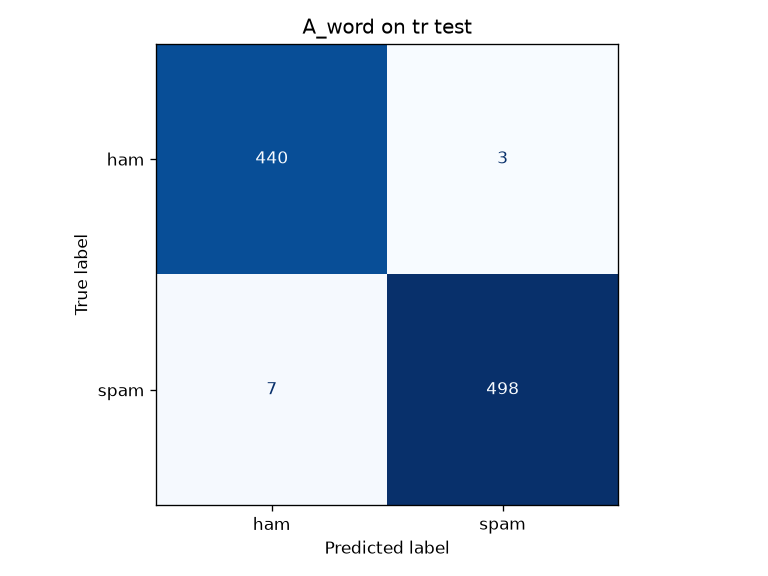 A_word on tr test
ham
440
3
True label
spam
7
498
ham
spam
Predicted label